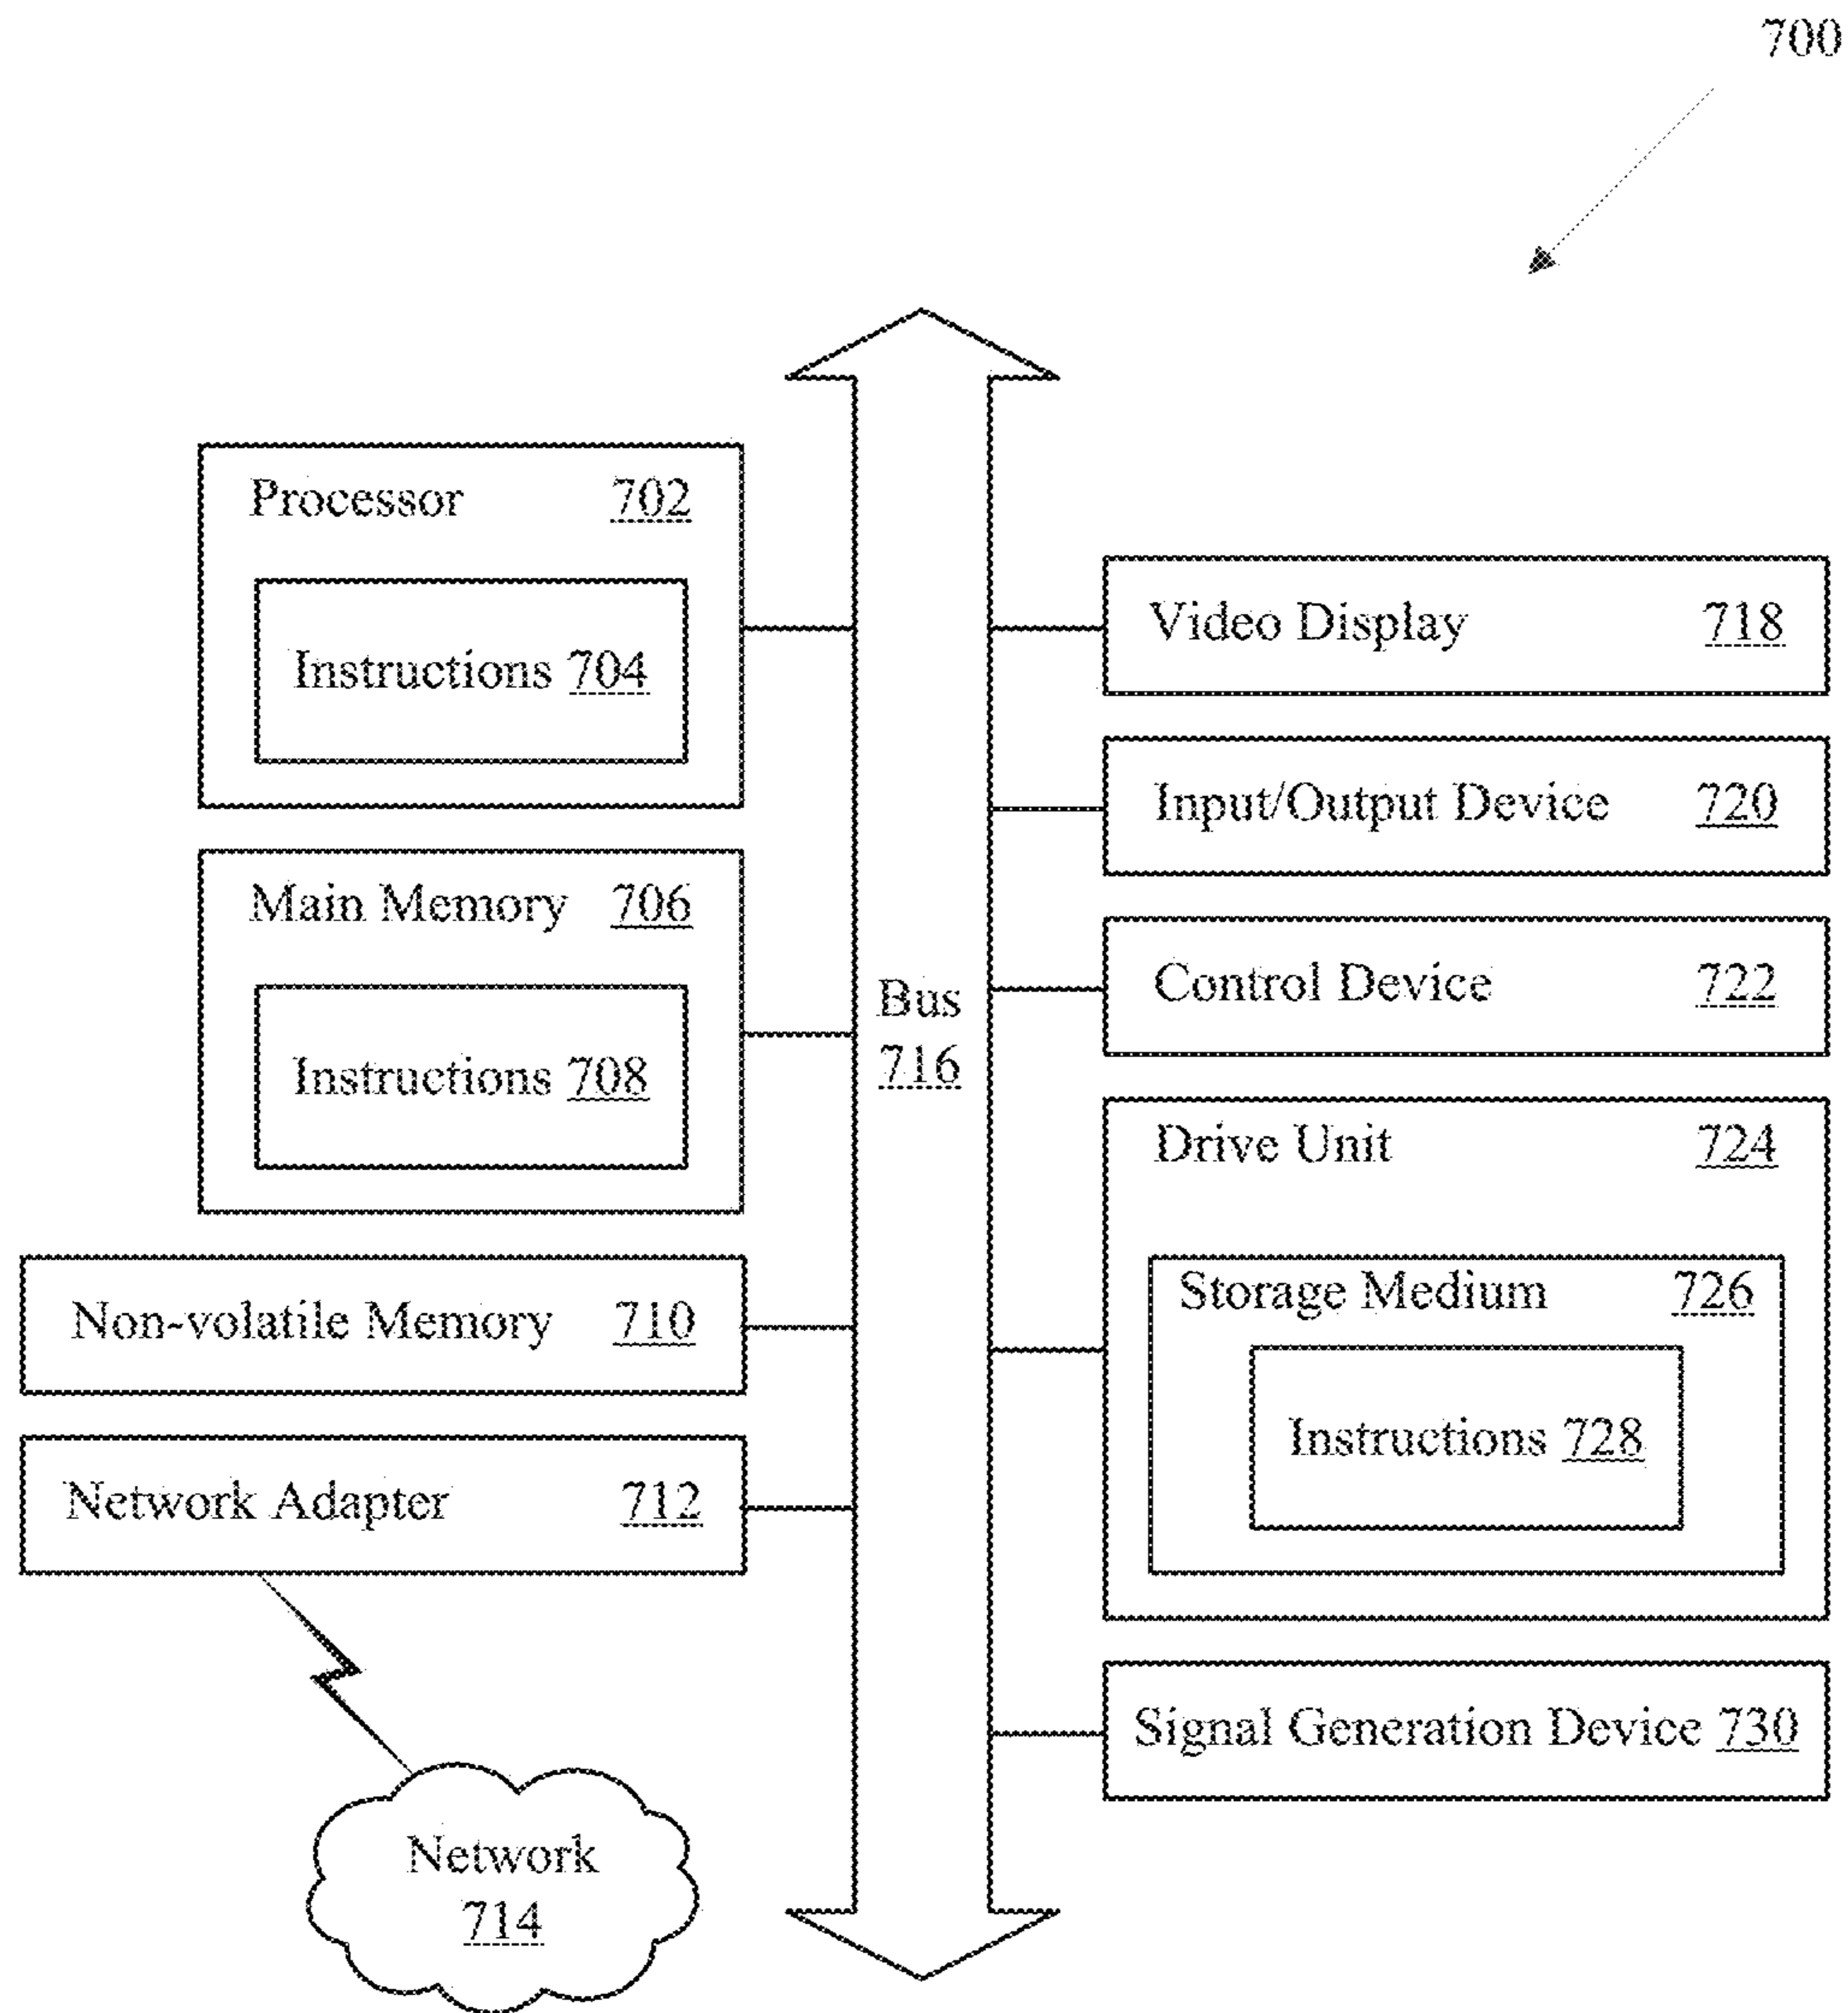 700
Processor 702
Instructions 704
Main Memory 706
Instructions 708
Non-volatile Memory 710
Network Adapter 712
Network
714
Bus
716
Video Display 718
Input/Output Device 720
Control Device 722
Drive Unit 724
Storage Medium 726
Instructions 728
Signal Generation Device 730